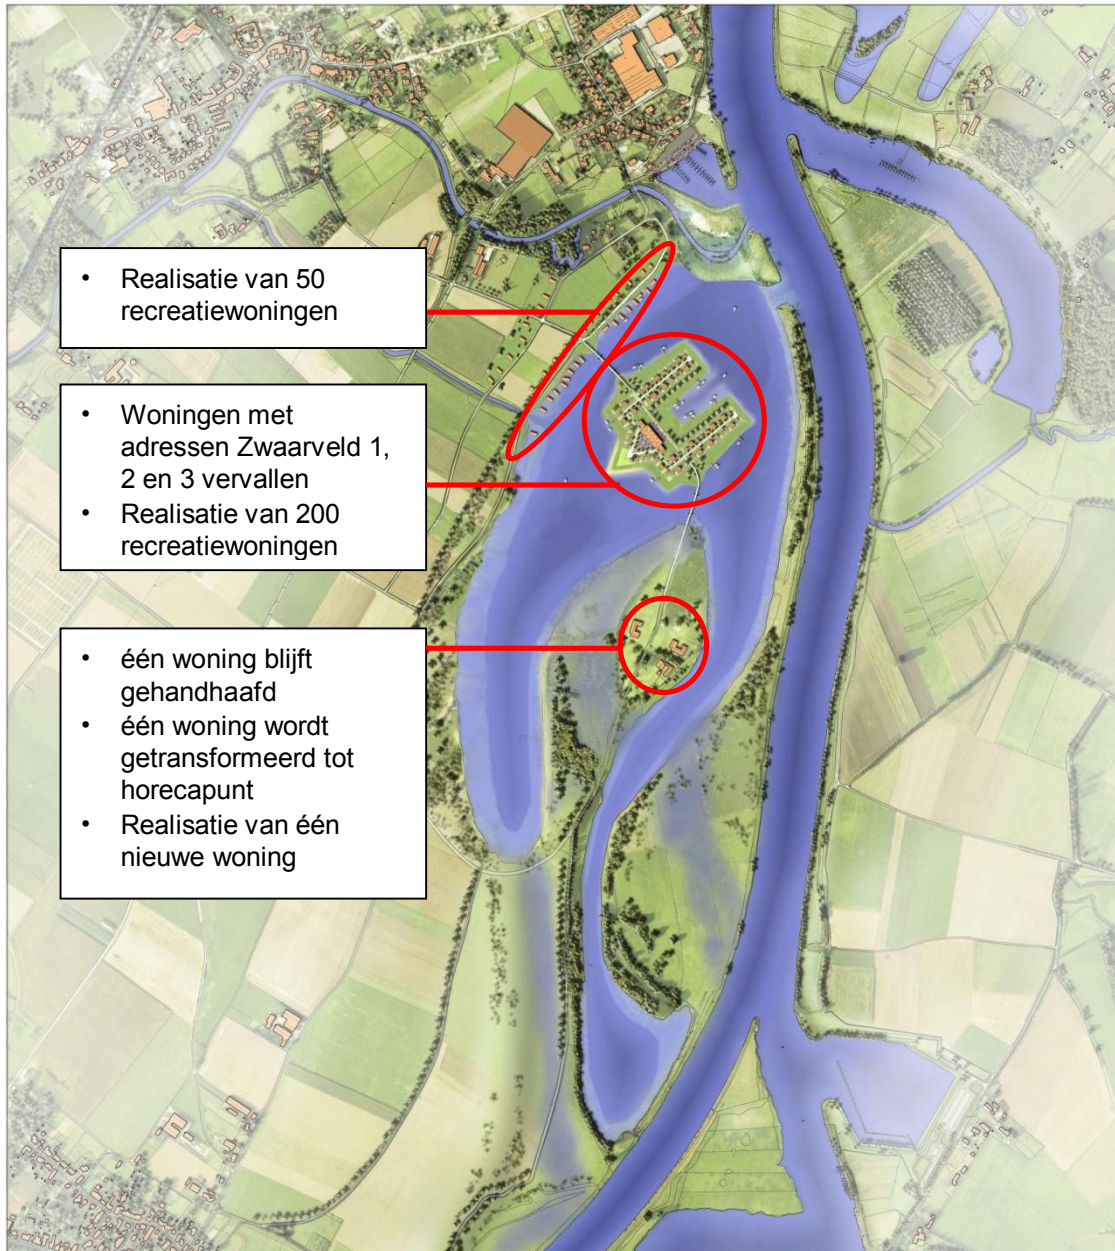 • Realisatie van 50
recreatiewoningen
• Woningen met
adressen Zwaarveld 1,
2 en 3 vervallen
• Realisatie van 200
recreatiewoningen
• één woning blijft
gehandhaafd
• één woning wordt
getransformeerd tot
horecapunt
• Realisatie van één
nieuwe woning